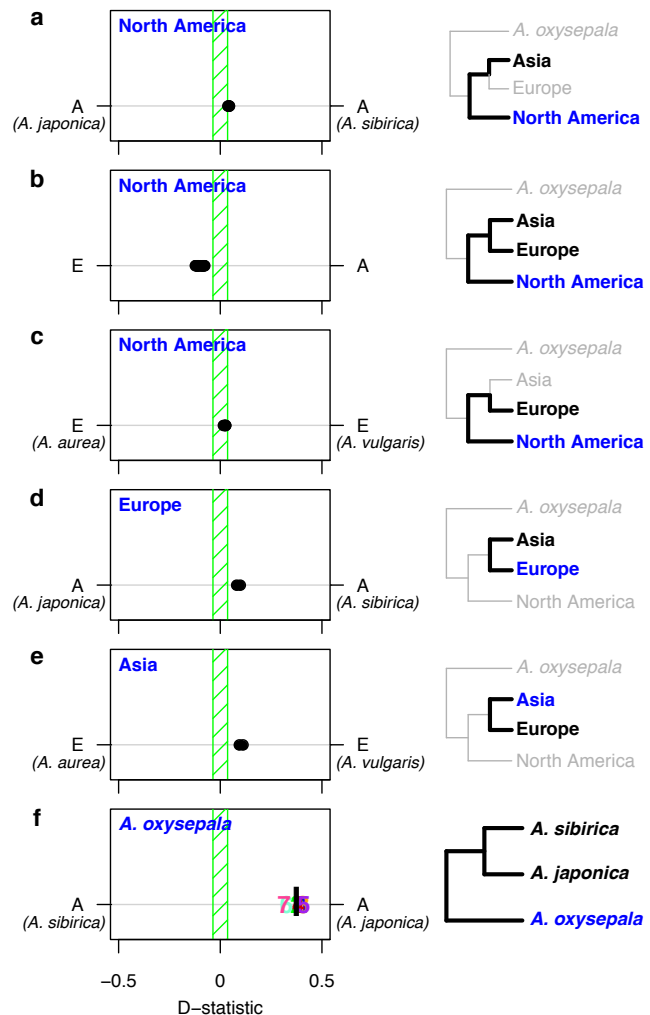 a
North America
A
(A. japonica)
A
(A. sibirica)
A. oxysepala
Asia
Europe
North America
b
North America
E
A
A. oxysepala
Asia
Europe
North America
c
North America
E
(A. aurea)
E
(A. vulgaris)
A. oxysepala
Asia
Europe
North America
d
Europe
A
(A. japonica)
A
(A. sibirica)
A. oxysepala
Asia
Europe
North America
e
Asia
E
(A. aurea)
E
(A. vulgaris)
A. oxysepala
Asia
Europe
North America
f
A. oxysepala
A
(A. sibirica)
7
A
(A. japonica)
A. sibirica
A. japonica
A. oxysepala
−0.5
0
0.5
D−statistic